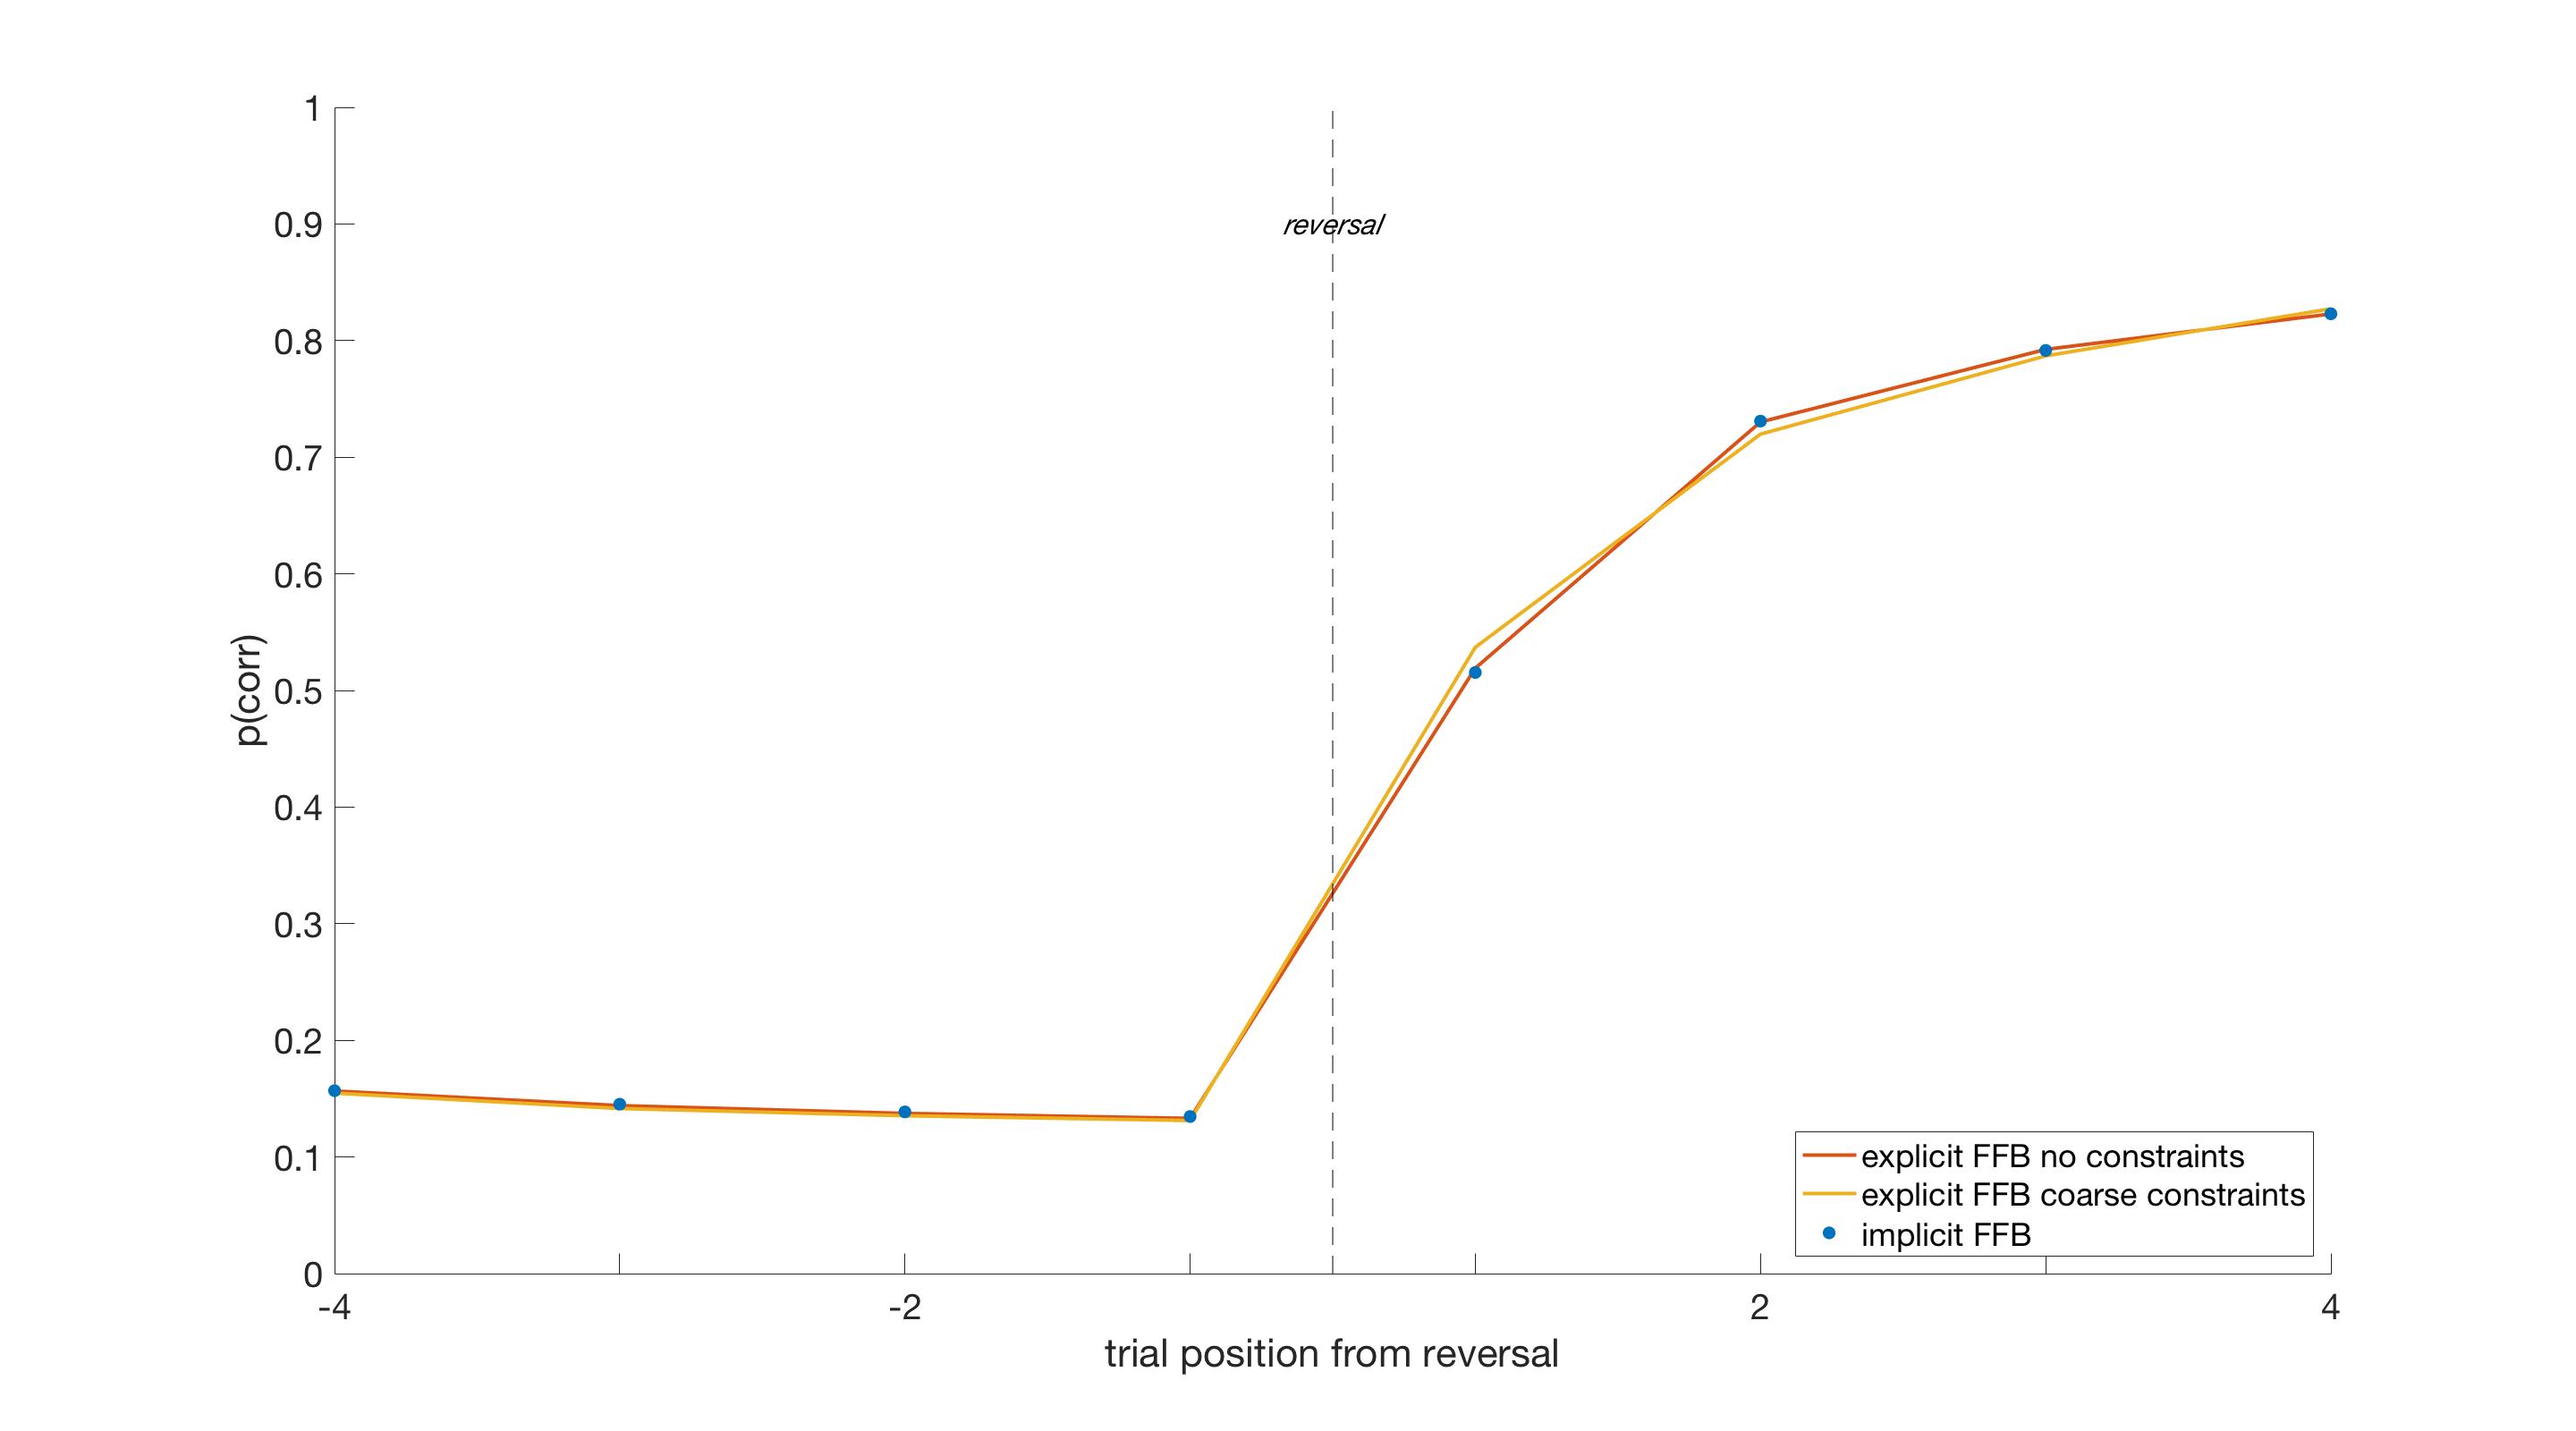 1
0.9
0.8
0.7
0.6
0.5
0.4
0.3
0.2
0.1
0
p(corr)
reversal
-4
-2
2
4
trial position from reversal
explicit FFB no constraints
explicit FFB coarse constraints
implicit FFB